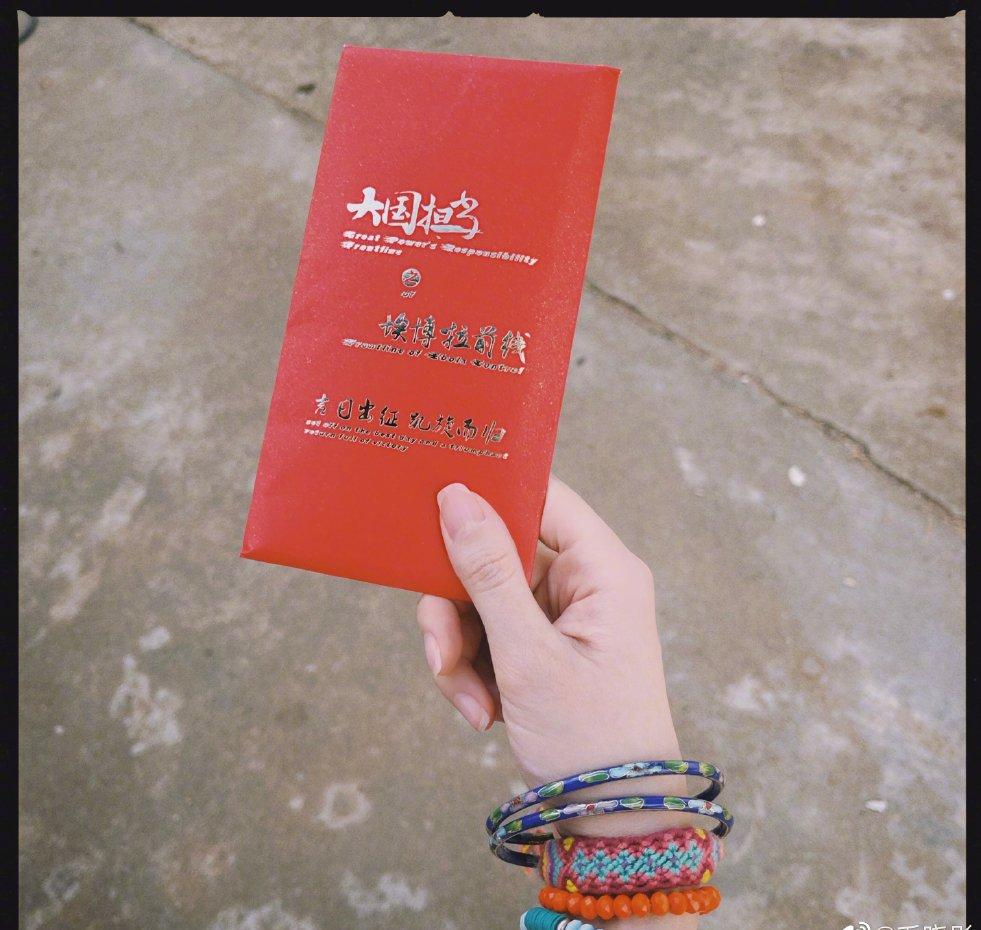 大国担当
Great Power's Responsibility
Frontline
之
of
埃博拉前线
Frontline of Ebola Control
吉日出征 凯旋而归
set off on the best day and a triumphant
return full of victory